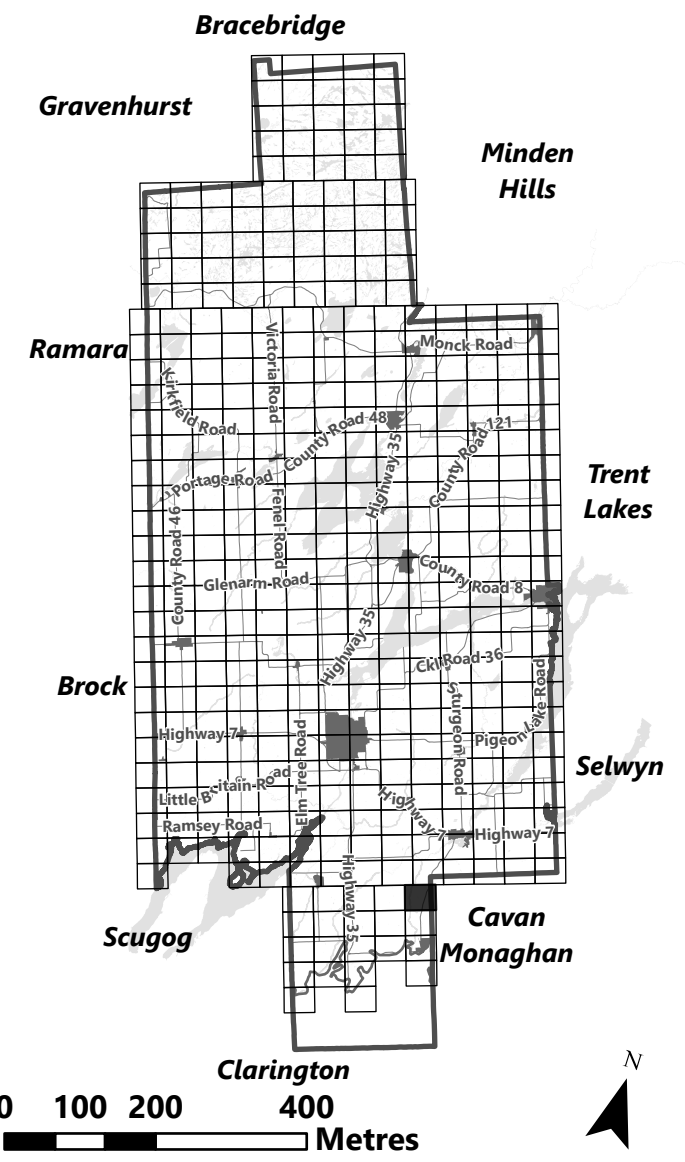 Bracebridge
Gravenhurst
Minden
Hills
Ramara
Monck Road
Victoria Road
Kirkfield Road
County Road 48
Highway 35
County Road 121
Portage Road
Trent
Lakes
County Road 46
Fenel Road
Glenarm Road
County Road 8
Highway 35
Ckl Road 36
Brock
Sturgeon Road
Pigeon Lake Road
Highway 7
Elm Tree Road
Selwyn
Little Britain Road
Highway 7
Highway 7
Ramsey Road
Highway 35
Cavan
Monaghan
Scugog
Clarington
N
0 100 200 400
Metres